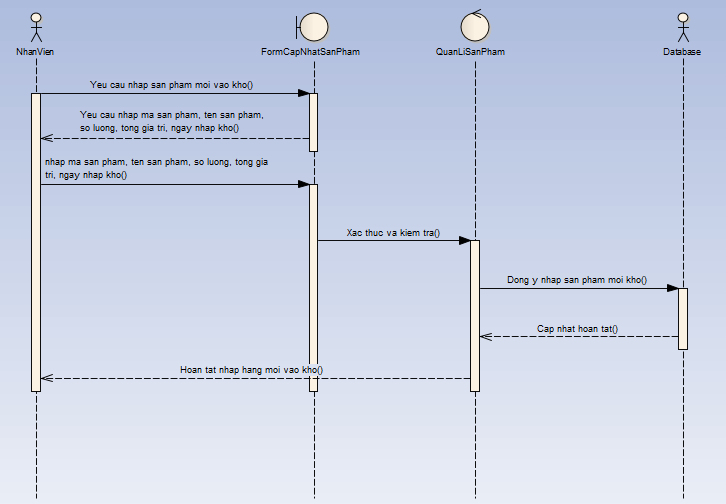 NhanVien
FormCapNhatSanPham
QuanLiSanPham
Database
Yeu cau nhap san pham moi vao kho()
Yeu cau nhap ma san pham, ten san pham,
so luong, tong gia tri, ngay nhap kho()
nhap ma san pham, ten san pham, so luong, tong gia
tri, ngay nhap kho()
Xac thuc va kiem tra()
Dong y nhap san pham moi kho()
Cap nhat hoan tat()
Hoan tat nhap hang moi vao kho()